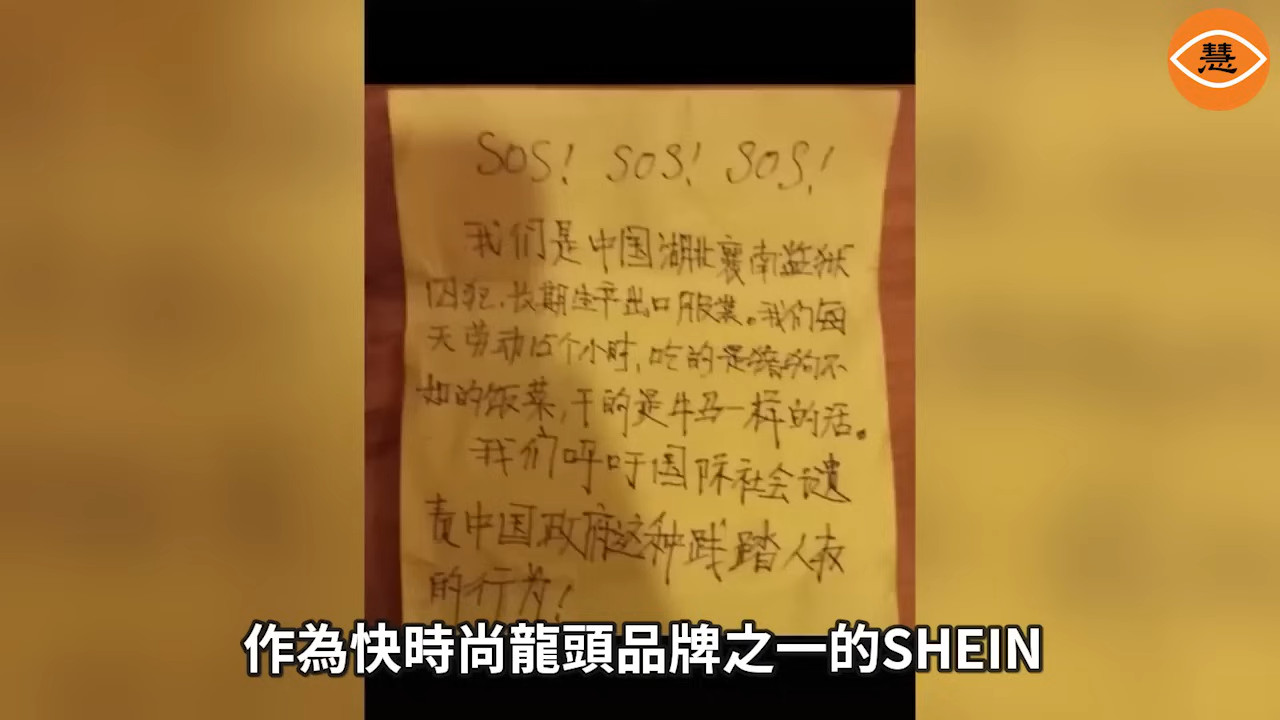 慧
SOS! SOS! SOS!
我们是中国湖北襄南监狱
囚犯,长期生产出口服装。我们每
天劳动15个小时,吃的是猪狗不
如的饭菜,干的是牛马一样的活。
我们呼吁国际社会谴
责中国政府这种践踏人权
的行为!
作為快時尚龍頭品牌之一的SHEIN